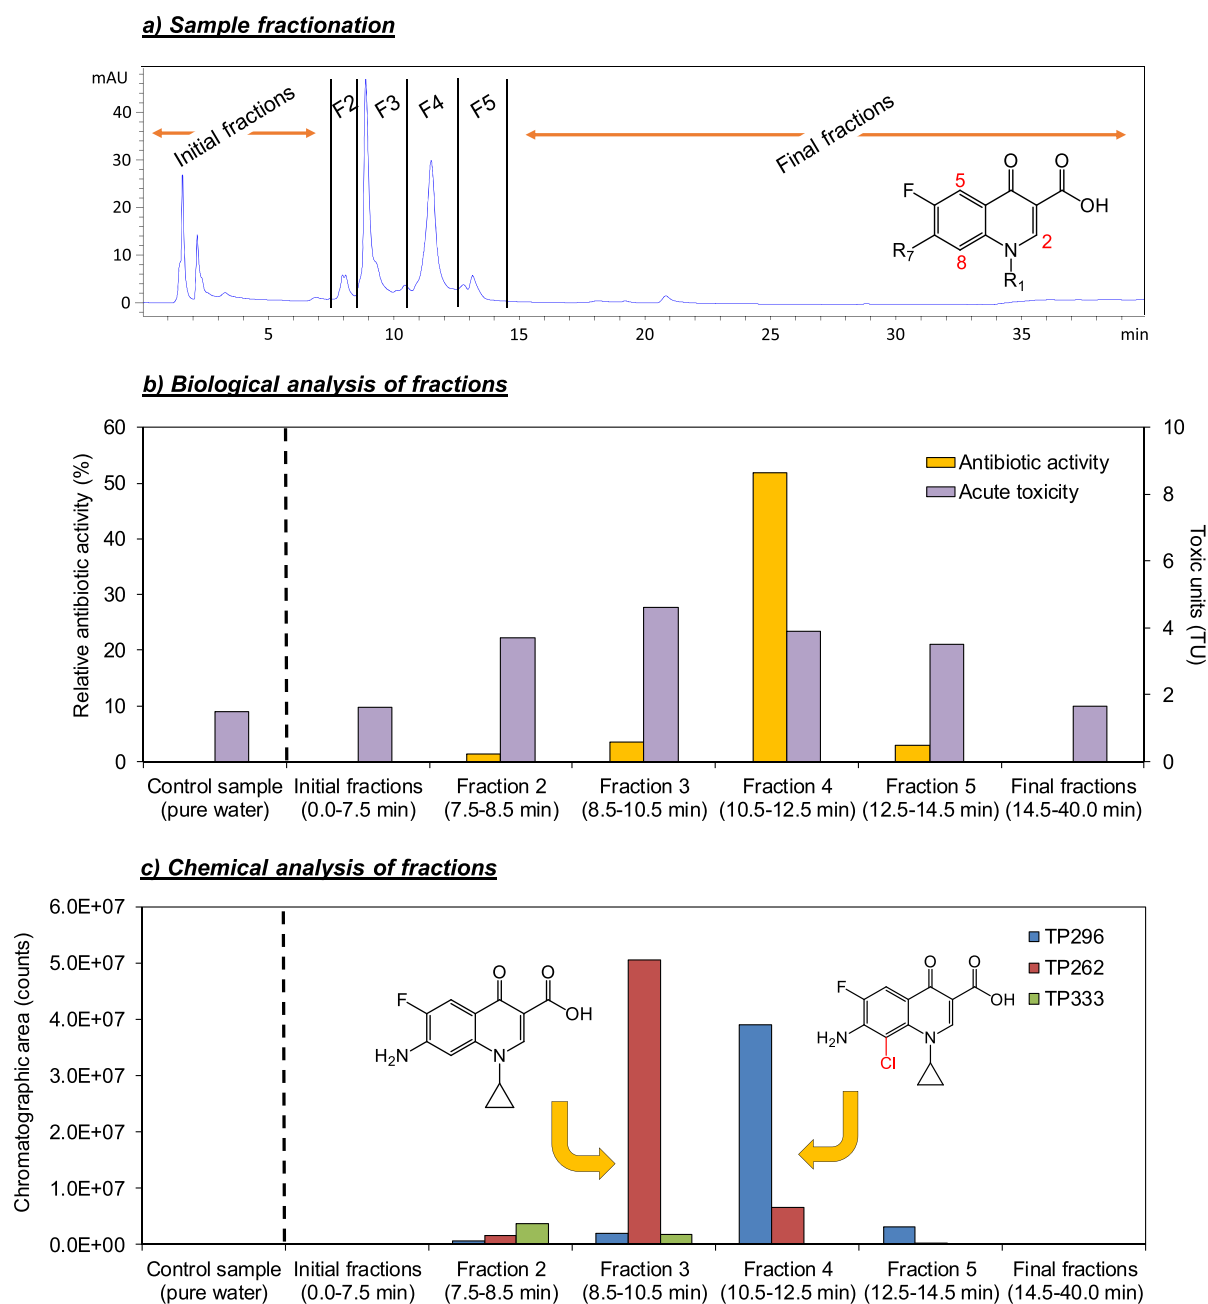 a) Sample fractionation
mAU
40
30
20
10
0
Initial fractions
F2
F3
F4
F5
Final fractions
O
O
F
5
OH
R7
8
N
2
R1
5
10
15
20
25
30
35
min
b) Biological analysis of fractions
Relative antibiotic activity (%)
60
50
40
30
20
10
0
Antibiotic activity
Acute toxicity
10
8
6
4
2
0
Toxic units (TU)
Control sample
(pure water)
Initial fractions
(0.0-7.5 min)
Fraction 2
(7.5-8.5 min)
Fraction 3
(8.5-10.5 min)
Fraction 4
(10.5-12.5 min)
Fraction 5
(12.5-14.5 min)
Final fractions
(14.5-40.0 min)
c) Chemical analysis of fractions
Chromatographic area (counts)
6.0E+07
5.0E+07
4.0E+07
3.0E+07
2.0E+07
1.0E+07
0.0E+00
TP296
TP262
TP333
O
O
F
OH
H2N
N
O
O
F
OH
H2N
N
Cl
Control sample
(pure water)
Initial fractions
(0.0-7.5 min)
Fraction 2
(7.5-8.5 min)
Fraction 3
(8.5-10.5 min)
Fraction 4
(10.5-12.5 min)
Fraction 5
(12.5-14.5 min)
Final fractions
(14.5-40.0 min)